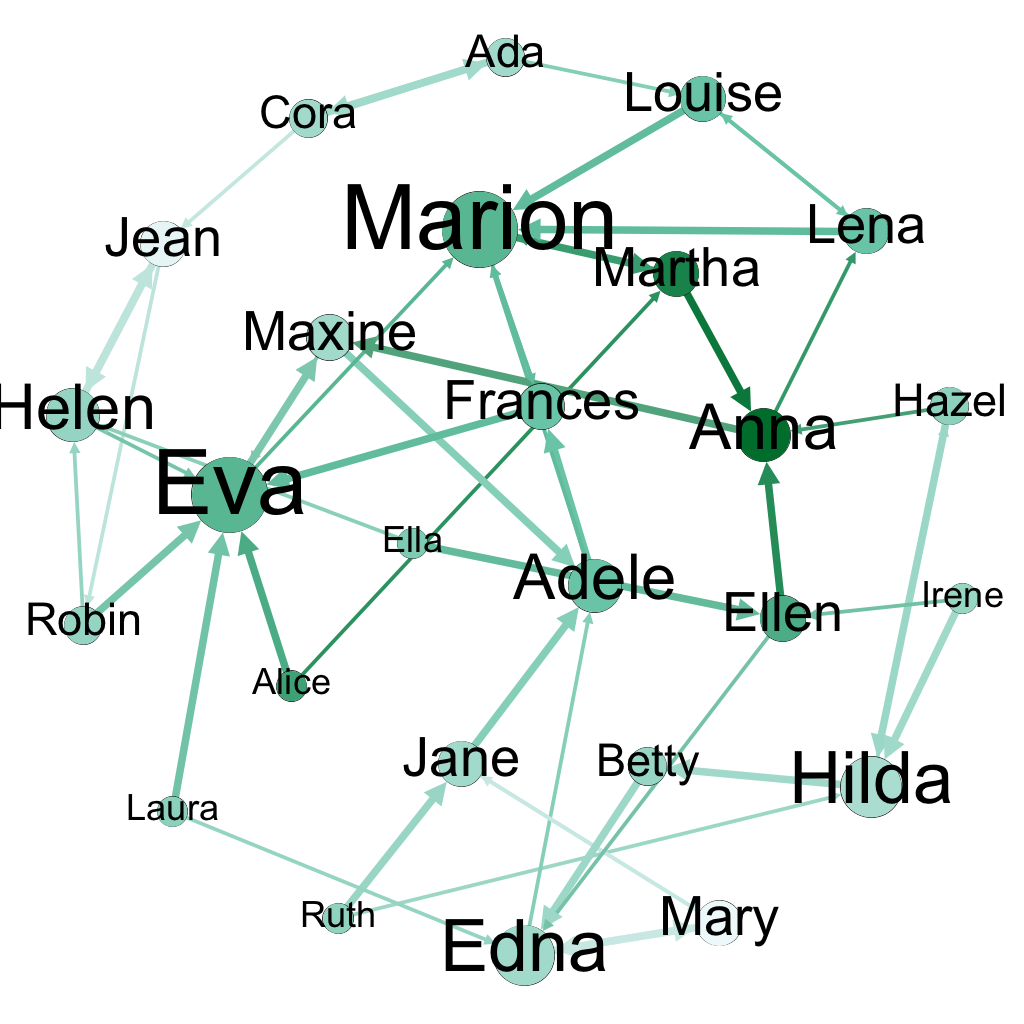 Ada
Louise
Cora
Marion
Lena
Jean
Martha
Maxine
Helen
Frances
Hazel
Anna
Eva
Ella
Adele
Irene
Ellen
Robin
Alice
Jane
Betty
Hilda
Laura
Ruth
Mary
Edna